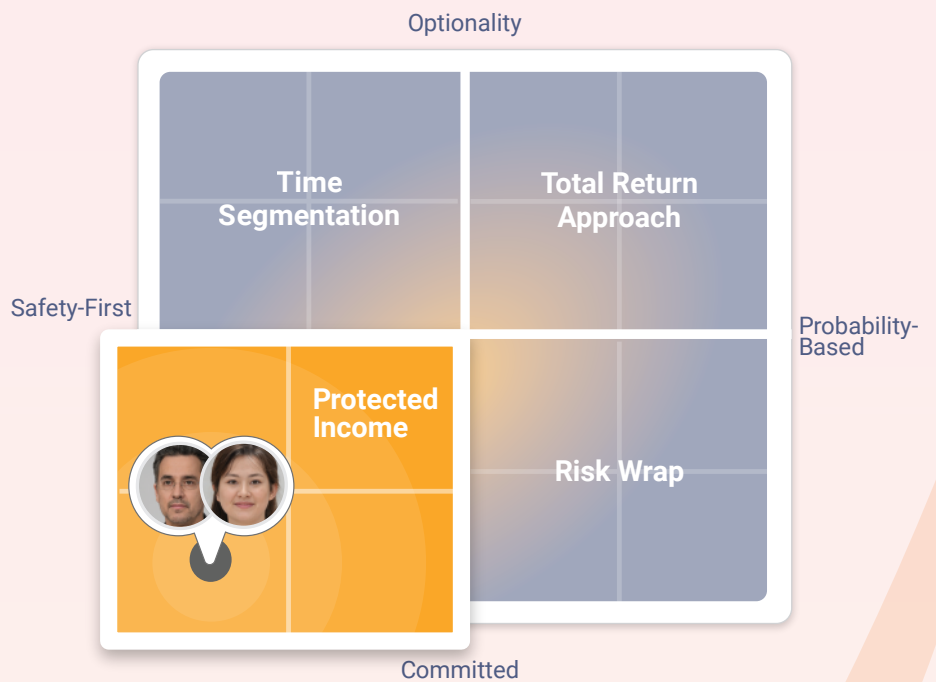 Optionality
Time
Segmentation
Total Return
Approach
Safety-First
Probability-
Based
Protected
Income
Risk Wrap
Committed